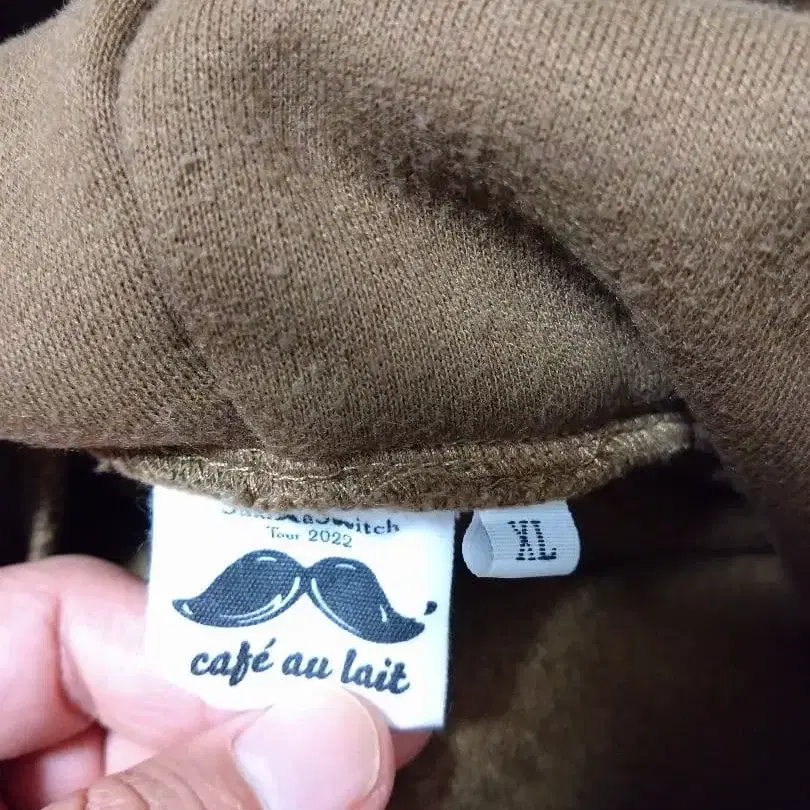 Tour 2022
café au lait
XL